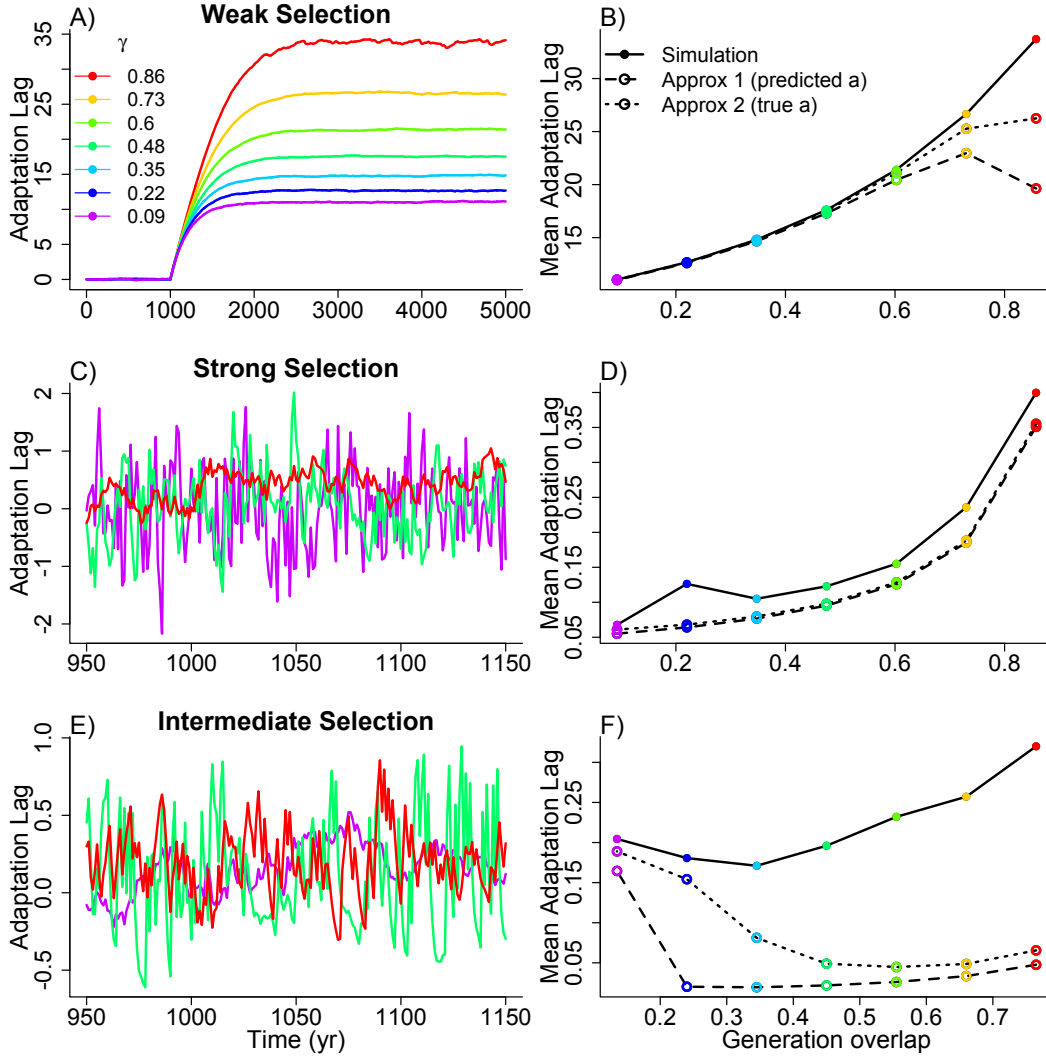 A)
Weak Selection
Adaptation Lag
35
25
15
5
0
γ
0.86
0.73
0.6
0.48
0.35
0.22
0.09
0
1000
2000
3000
4000
5000
B)
Mean Adaptation Lag
30
25
20
15
Simulation
Approx 1 (predicted a)
Approx 2 (true a)
0.2
0.4
0.6
0.8
C)
Strong Selection
Adaptation Lag
2
1
0
-1
-2
950
1000
1050
1100
1150
D)
Mean Adaptation Lag
0.35
0.25
0.15
0.05
0.2
0.4
0.6
0.8
E)
Intermediate Selection
Adaptation Lag
1.0
0.5
0.0
-0.5
950
1000
1050
1100
1150
Time (yr)
F)
Mean Adaptation Lag
0.25
0.15
0.05
0.2
0.3
0.4
0.5
0.6
0.7
Generation overlap